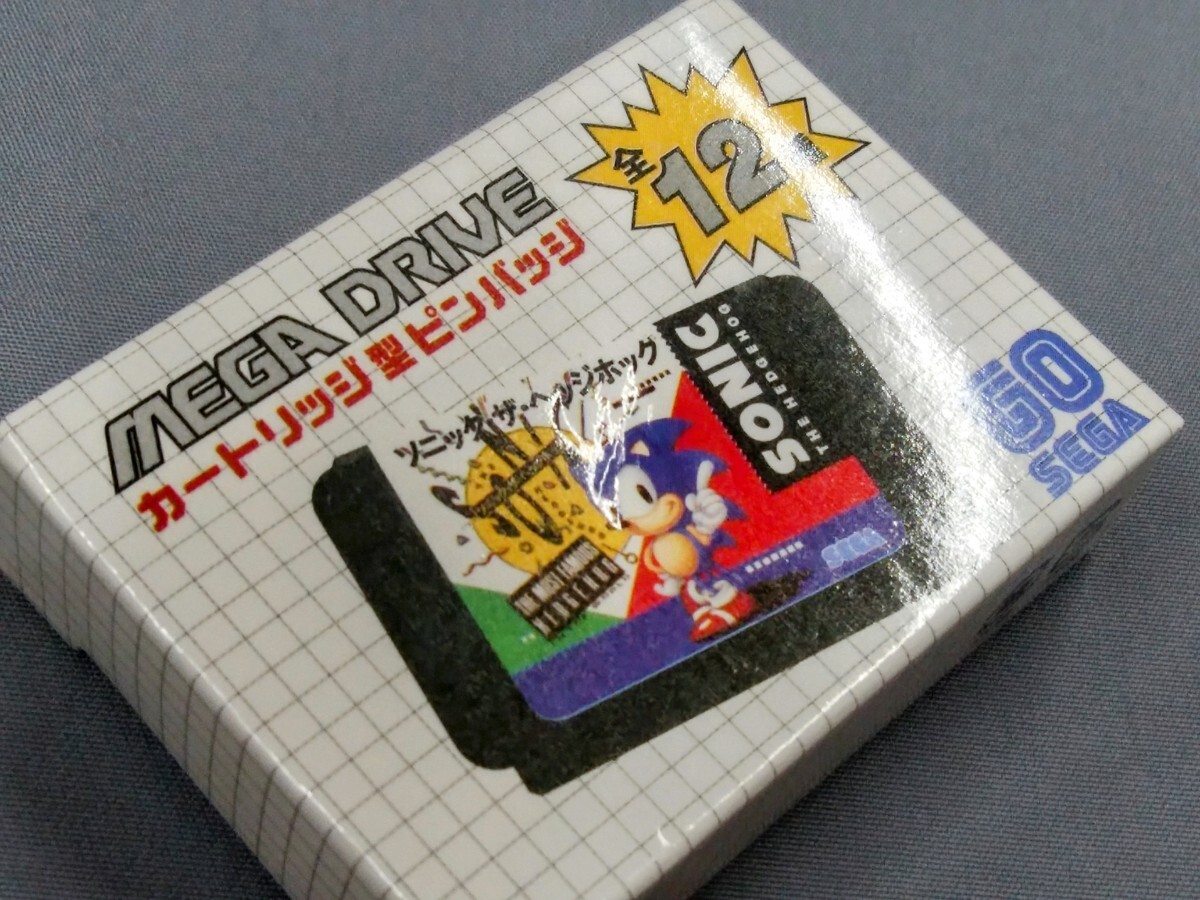 MEGA DRIVE
カートリッジ型 ピンバッジ
全12
ソニック・ザ・ヘッジホッグ
SONIC
THE HEDGEHOG
SEGA
60
SEGA